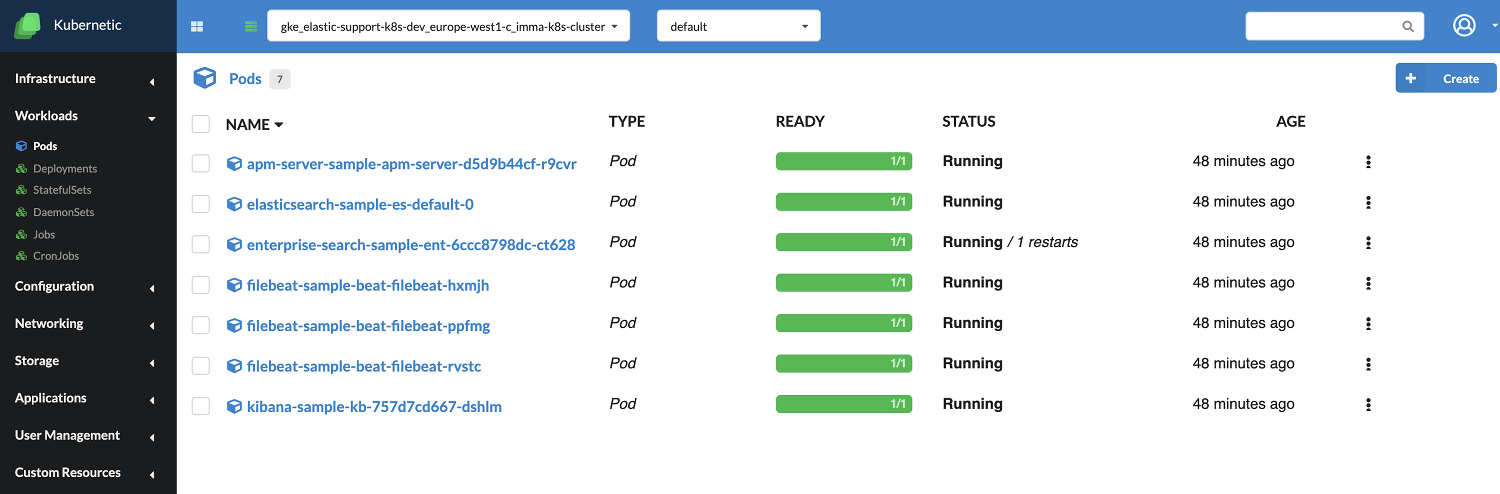 Kubernetic
gke_elastic-support-k8s-dev_europe-west1-c_imma-k8s-cluster
default
Infrastructure
Workloads
Pods
Deployments
StatefulSets
DaemonSets
Jobs
CronJobs
Configuration
Networking
Storage
Applications
User Management
Custom Resources
Pods 7
Create
NAME TYPE READY STATUS AGE
apm-server-sample-apm-server-d5d9b44cf-r9cvr Pod 1/1 Running 48 minutes ago
elasticsearch-sample-es-default-0 Pod 1/1 Running 48 minutes ago
enterprise-search-sample-ent-6ccc8798dc-ct628 Pod 1/1 Running / 1 restarts 48 minutes ago
filebeat-sample-beat-filebeat-hxmjh Pod 1/1 Running 48 minutes ago
filebeat-sample-beat-filebeat-ppfmg Pod 1/1 Running 48 minutes ago
filebeat-sample-beat-filebeat-rvstc Pod 1/1 Running 48 minutes ago
kibana-sample-kb-757d7cd667-dshlm Pod 1/1 Running 48 minutes ago